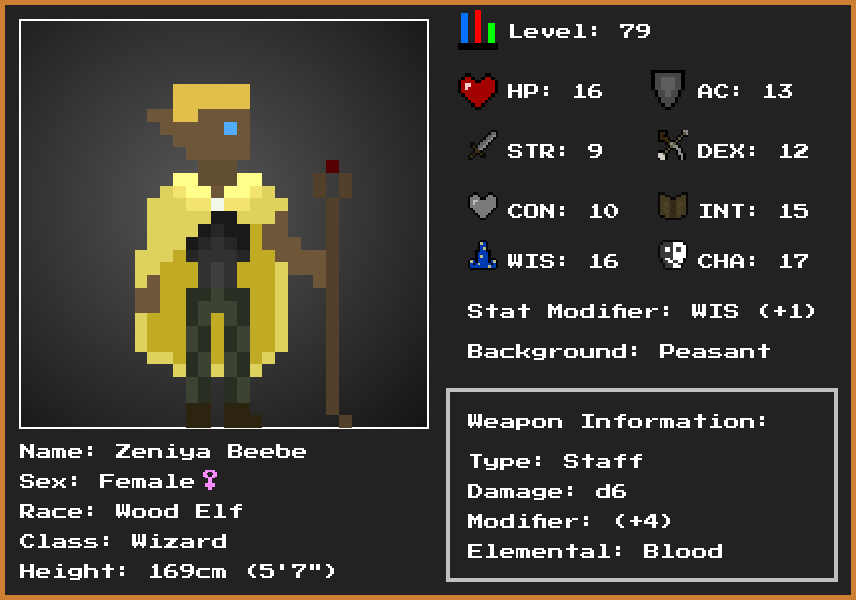 Level: 79
HP: 16
AC: 13
STR: 9
DEX: 12
CON: 10
INT: 15
WIS: 16
CHA: 17
Stat Modifier: WIS (+1)
Background: Peasant
Weapon Information:
Type: Staff
Damage: d6
Modifier: (+4)
Elemental: Blood
Name: Zeniya Beebe
Sex: Female♀
Race: Wood Elf
Class: Wizard
Height: 169cm (5'7")